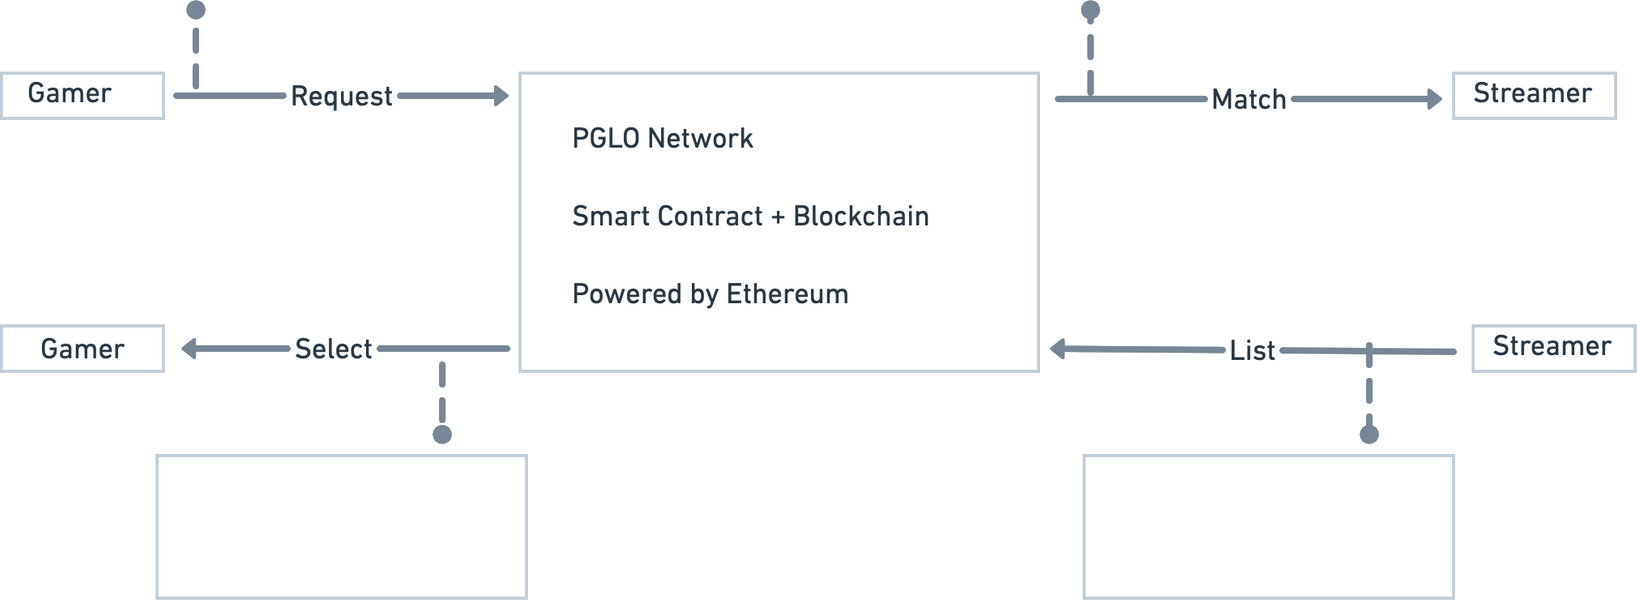 Gamer
Request
Match
Streamer
PGLO Network
Smart Contract + Blockchain
Powered by Ethereum
Gamer
Select
List
Streamer